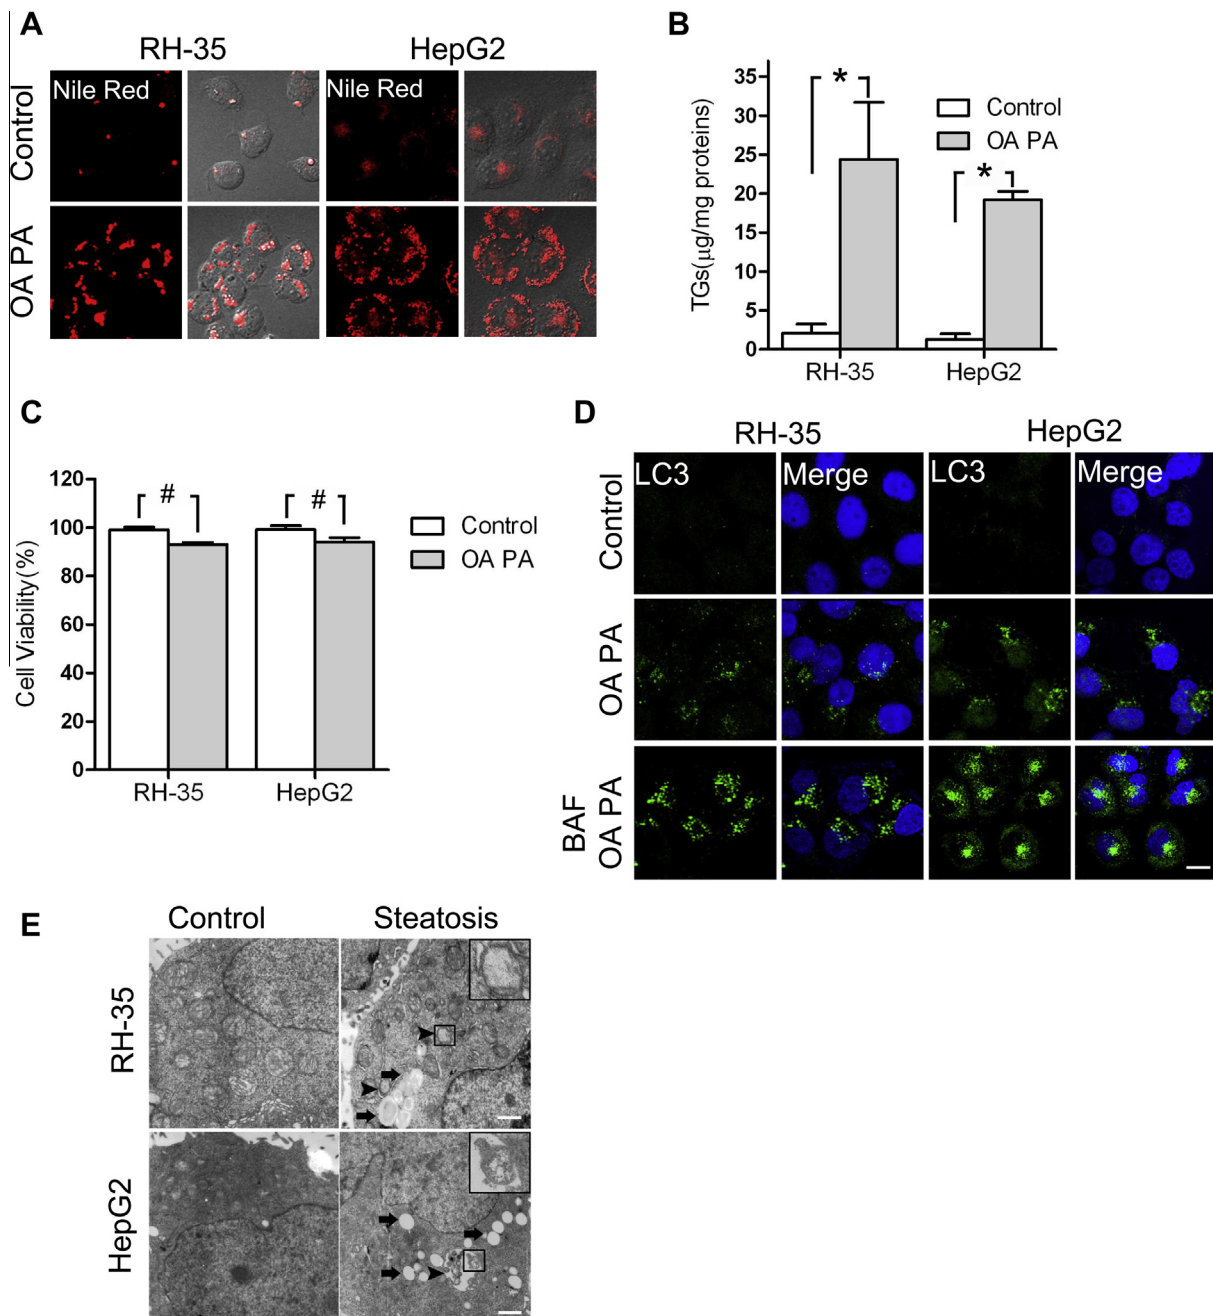 A
RH-35
HepG2
Nile Red
Nile Red
Control
OA PA
B
TGs(μg/mg proteins)
35
30
25
20
15
10
5
0
*
*
Control
OA PA
RH-35
HepG2
C
Cell Viability(%)
120
100
80
60
40
20
0
#
#
Control
OA PA
RH-35
HepG2
D
RH-35
HepG2
LC3
Merge
LC3
Merge
Control
OA PA
BAF
OA PA
E
Control
Steatosis
RH-35
HepG2